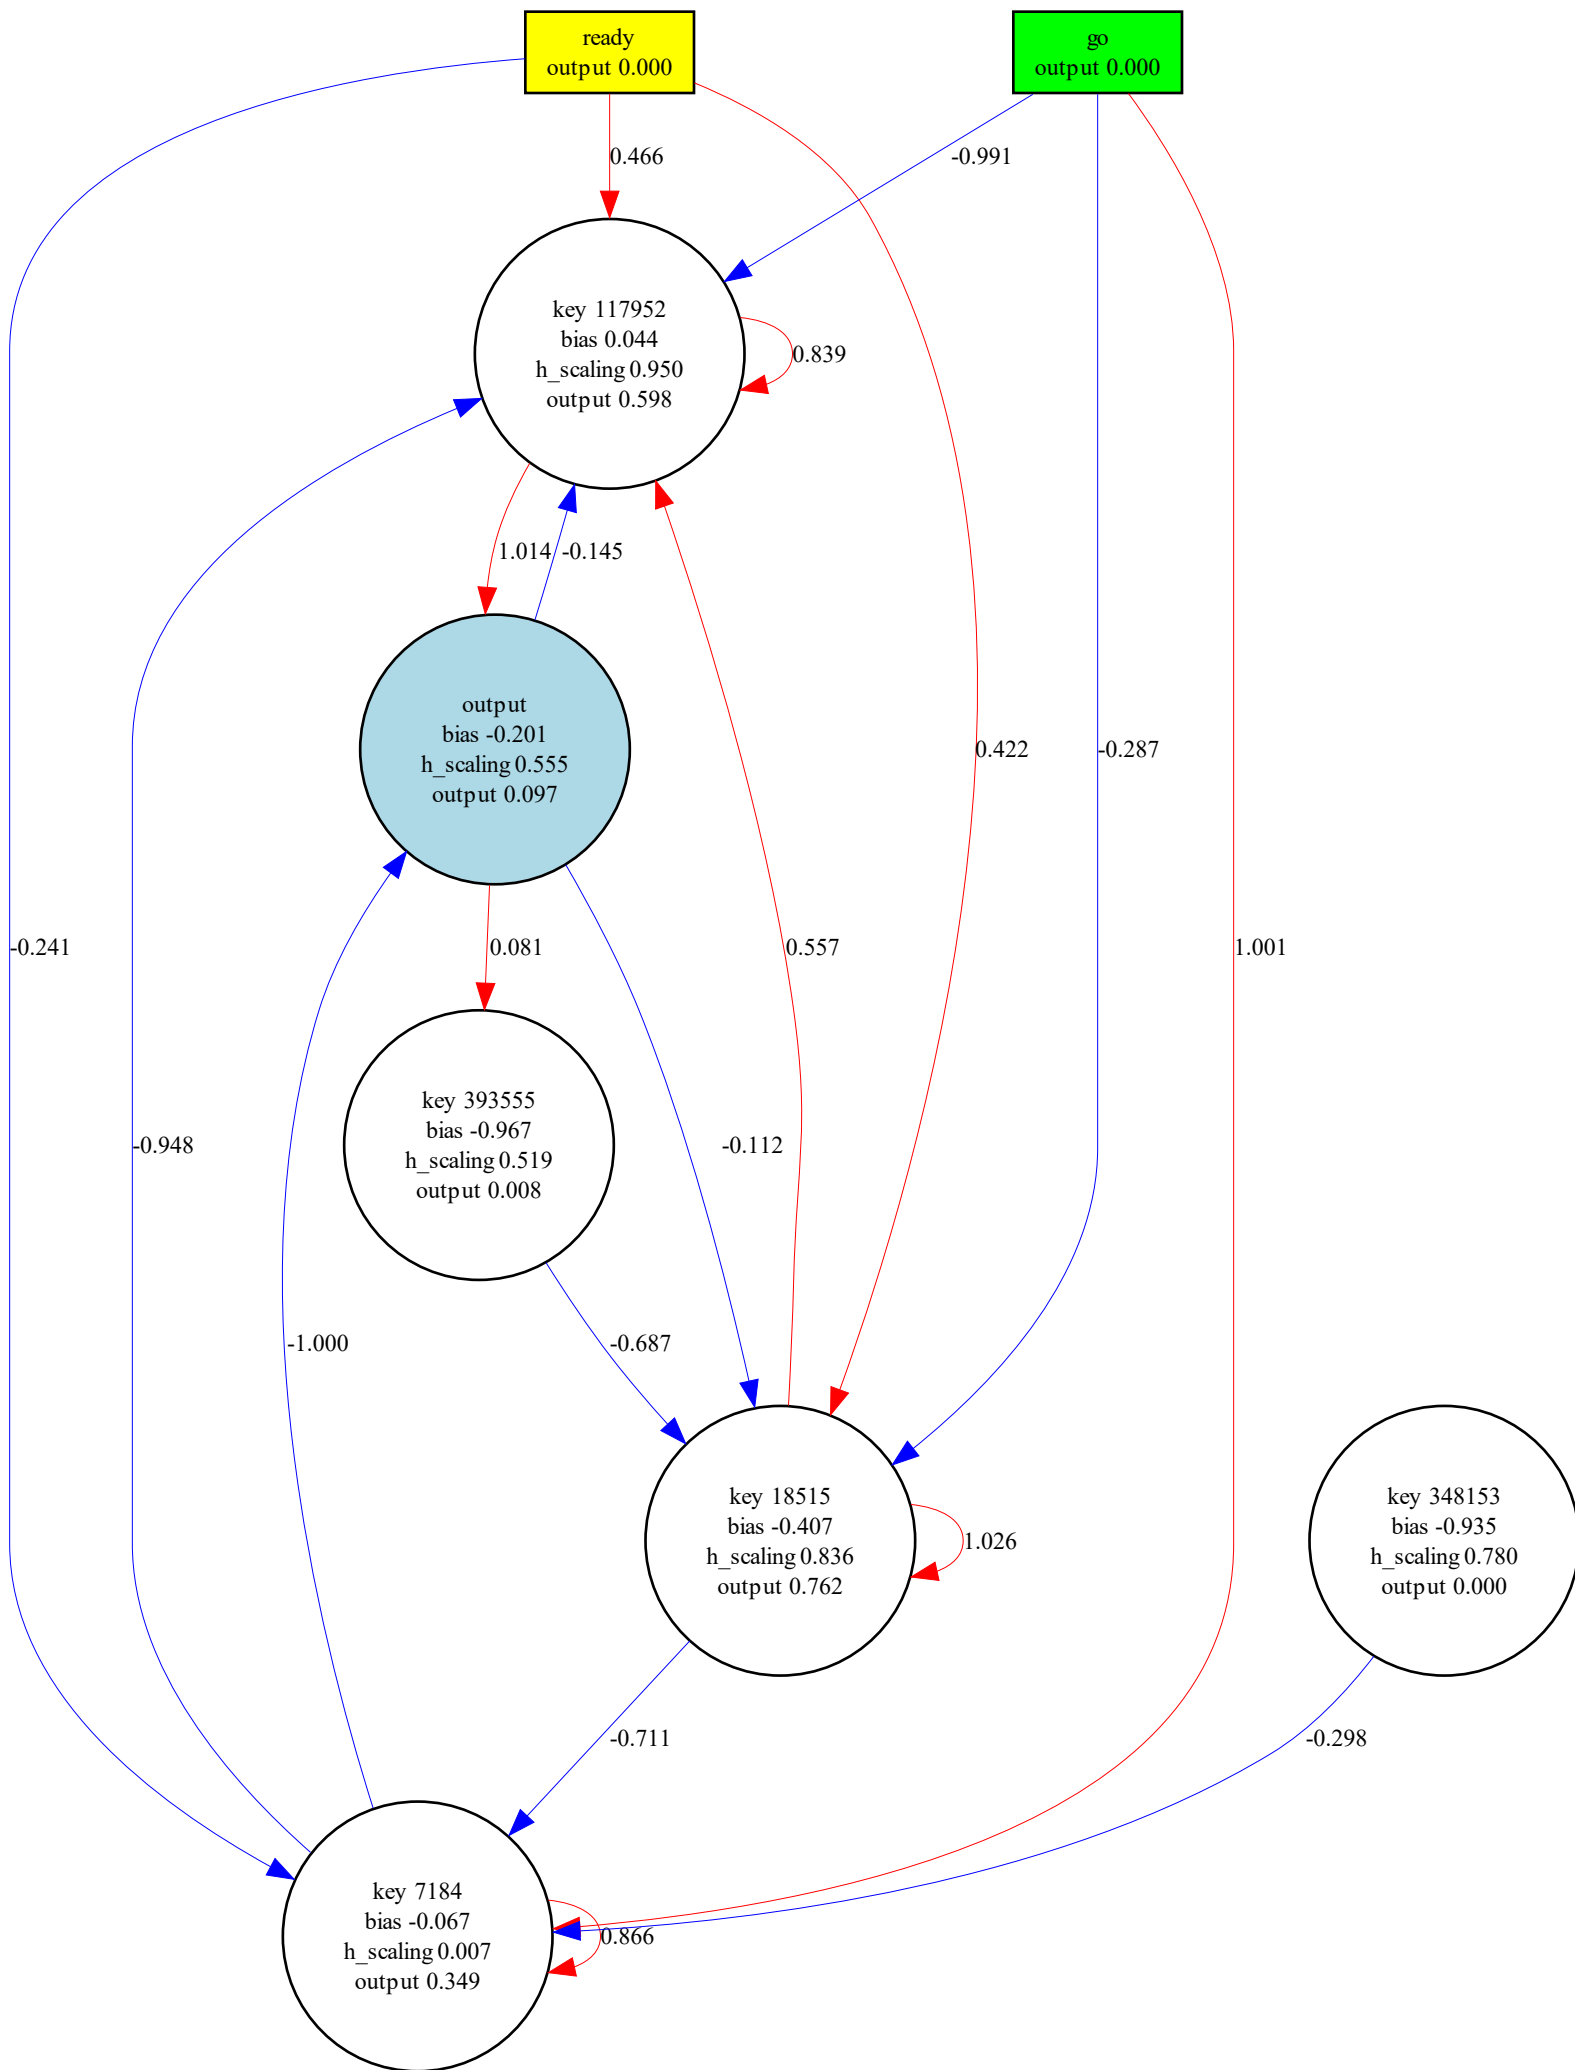 ready
output 0.000
go
output 0.000
0.466
-0.991
key 117952
bias 0.044
h_scaling 0.950
output 0.598
0.839
1.014
-0.145
output
bias -0.201
h_scaling 0.555
output 0.097
0.422
-0.287
-0.241
0.081
0.557
1.001
key 393555
bias -0.967
h_scaling 0.519
output 0.008
-0.948
-0.112
-1.000
-0.687
key 18515
bias -0.407
h_scaling 0.836
output 0.762
1.026
key 348153
bias -0.935
h_scaling 0.780
output 0.000
-0.711
-0.298
key 7184
bias -0.067
h_scaling 0.007
output 0.349
0.866